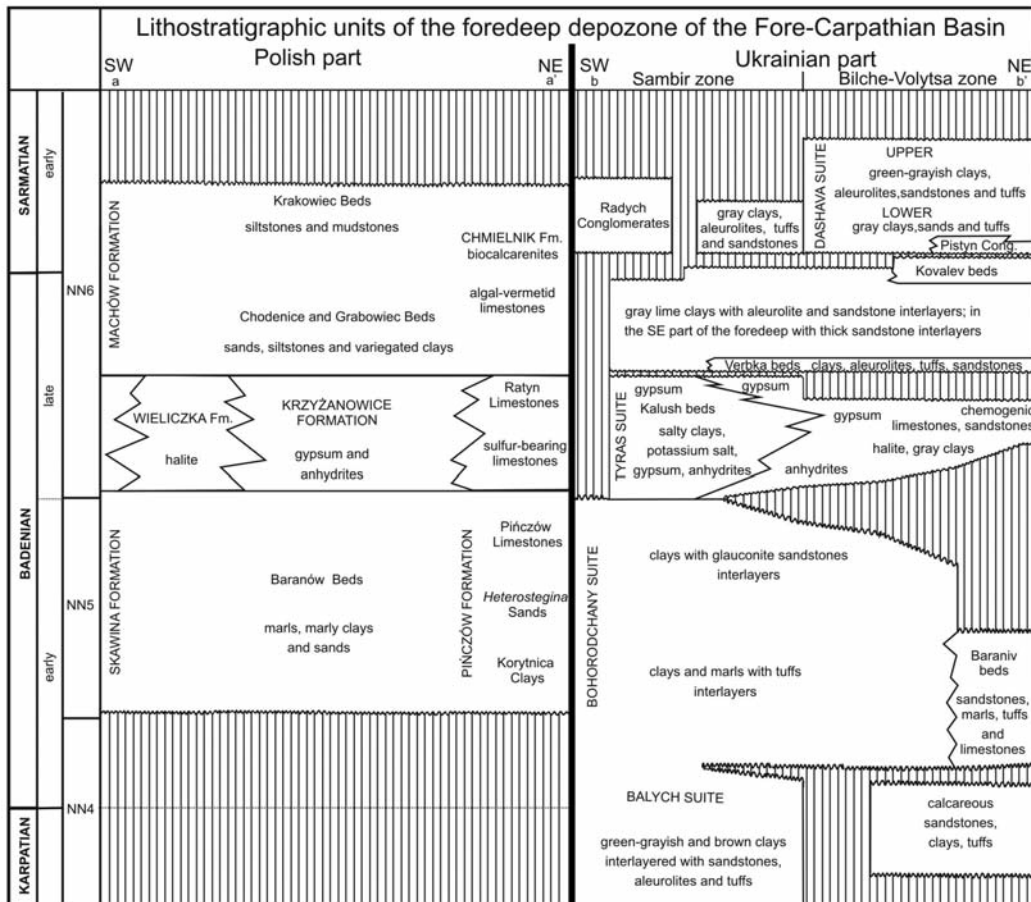 Lithostratigraphic units of the foredeep depozone of the Fore-Carpathian Basin
Polish part
Ukrainian part
SW
a
NE
a'
SW
b
Sambir zone
Bilche-Volytsa zone
NE
b'
SARMATIAN
early
BADENIAN
late
early
KARPATIAN
NN6
NN5
NN4
MACHÓW FORMATION
Krakowiec Beds
siltstones and mudstones
CHMIELNIK Fm.
biocalcarenites
algal-vermetid
limestones
Chodenice and Grabowiec Beds
sands, siltstones and variegated clays
WIELICZKA Fm.
halite
KRZYŻANOWICE
FORMATION
gypsum and
anhydrites
Ratyn
Limestones
sulfur-bearing
limestones
SKAWINA FORMATION
Baranów Beds
marls, marly clays
and sands
PIŃCZÓW FORMATION
Pińczów
Limestones
Heterostegina
Sands
Korytnica
Clays
Radych
Conglomerates
gray clays,
aleurolites, tuffs
and sandstones
DASHAVA SUITE
UPPER
green-grayish clays,
aleurolites,sandstones and tuffs
LOWER
gray clays,sands and tuffs
Pistyn Cong.
Kovalev beds
gray lime clays with aleurolite and sandstone interlayers; in
the SE part of the foredeep with thick sandstone interlayers
Verbka beds clays, aleurolites, tuffs, sandstones
TYRAS SUITE
gypsum
Kalush beds
salty clays,
potassium salt,
gypsum, anhydrites
gypsum
gypsum
chemogenic
limestones, sandstones
halite, gray clays
anhydrites
BOHORODCHANY SUITE
clays with glauconite sandstones
interlayers
clays and marls with tuffs
interlayers
Baraniv
beds
sandstones,
marls, tuffs
and
limestones
BALYCH SUITE
green-grayish and brown clays
interlayered with sandstones,
aleurolites and tuffs
calcareous
sandstones,
clays, tuffs